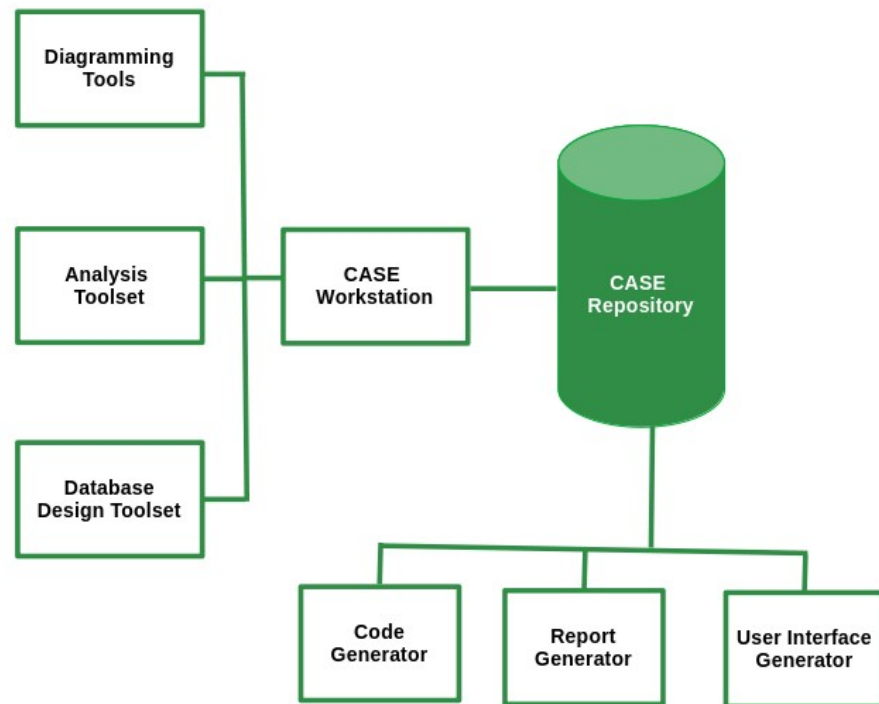 Diagramming
Tools
Analysis
Toolset
CASE
Workstation
CASE
Repository
Database
Design Toolset
Code
Generator
Report
Generator
User Interface
Generator